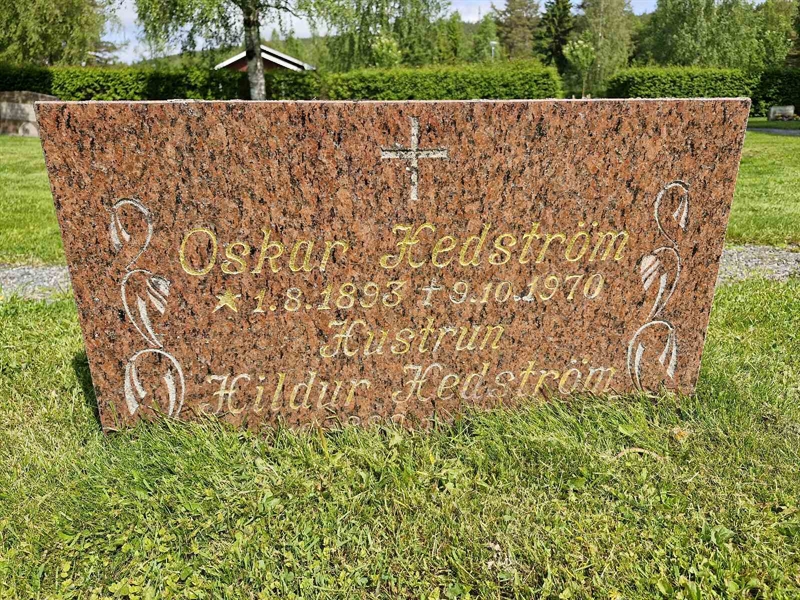 Oskar Hedström
★ 1.8.1893 ✝ 9.10.1970
Hustrun
Hildur Hedström